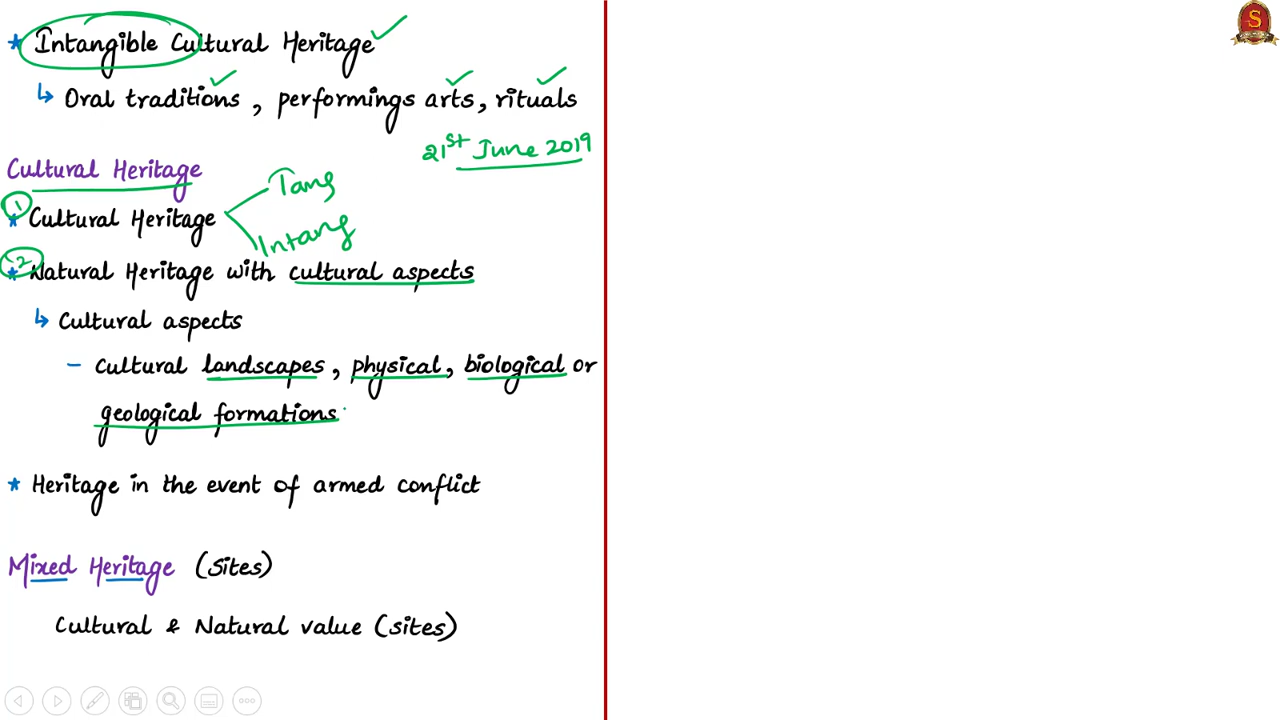 * Intangible Cultural Heritage
↳ Oral traditions, performings arts, rituals
21st June 2019
Cultural Heritage
Tang
1
* Cultural Heritage
Intang
2
* Natural Heritage with cultural aspects
↳ Cultural aspects
- Cultural landscapes, physical, biological or
geological formations
* Heritage in the event of armed conflict
Mixed Heritage (Sites)
Cultural & Natural value (sites)
S